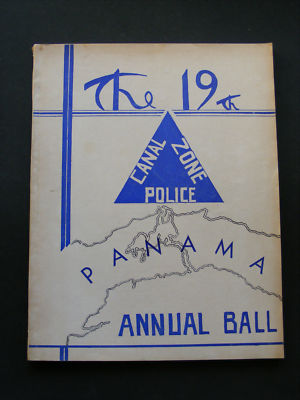 The 19th
CANAL ZONE
POLICE
PANAMA
ANNUAL BALL